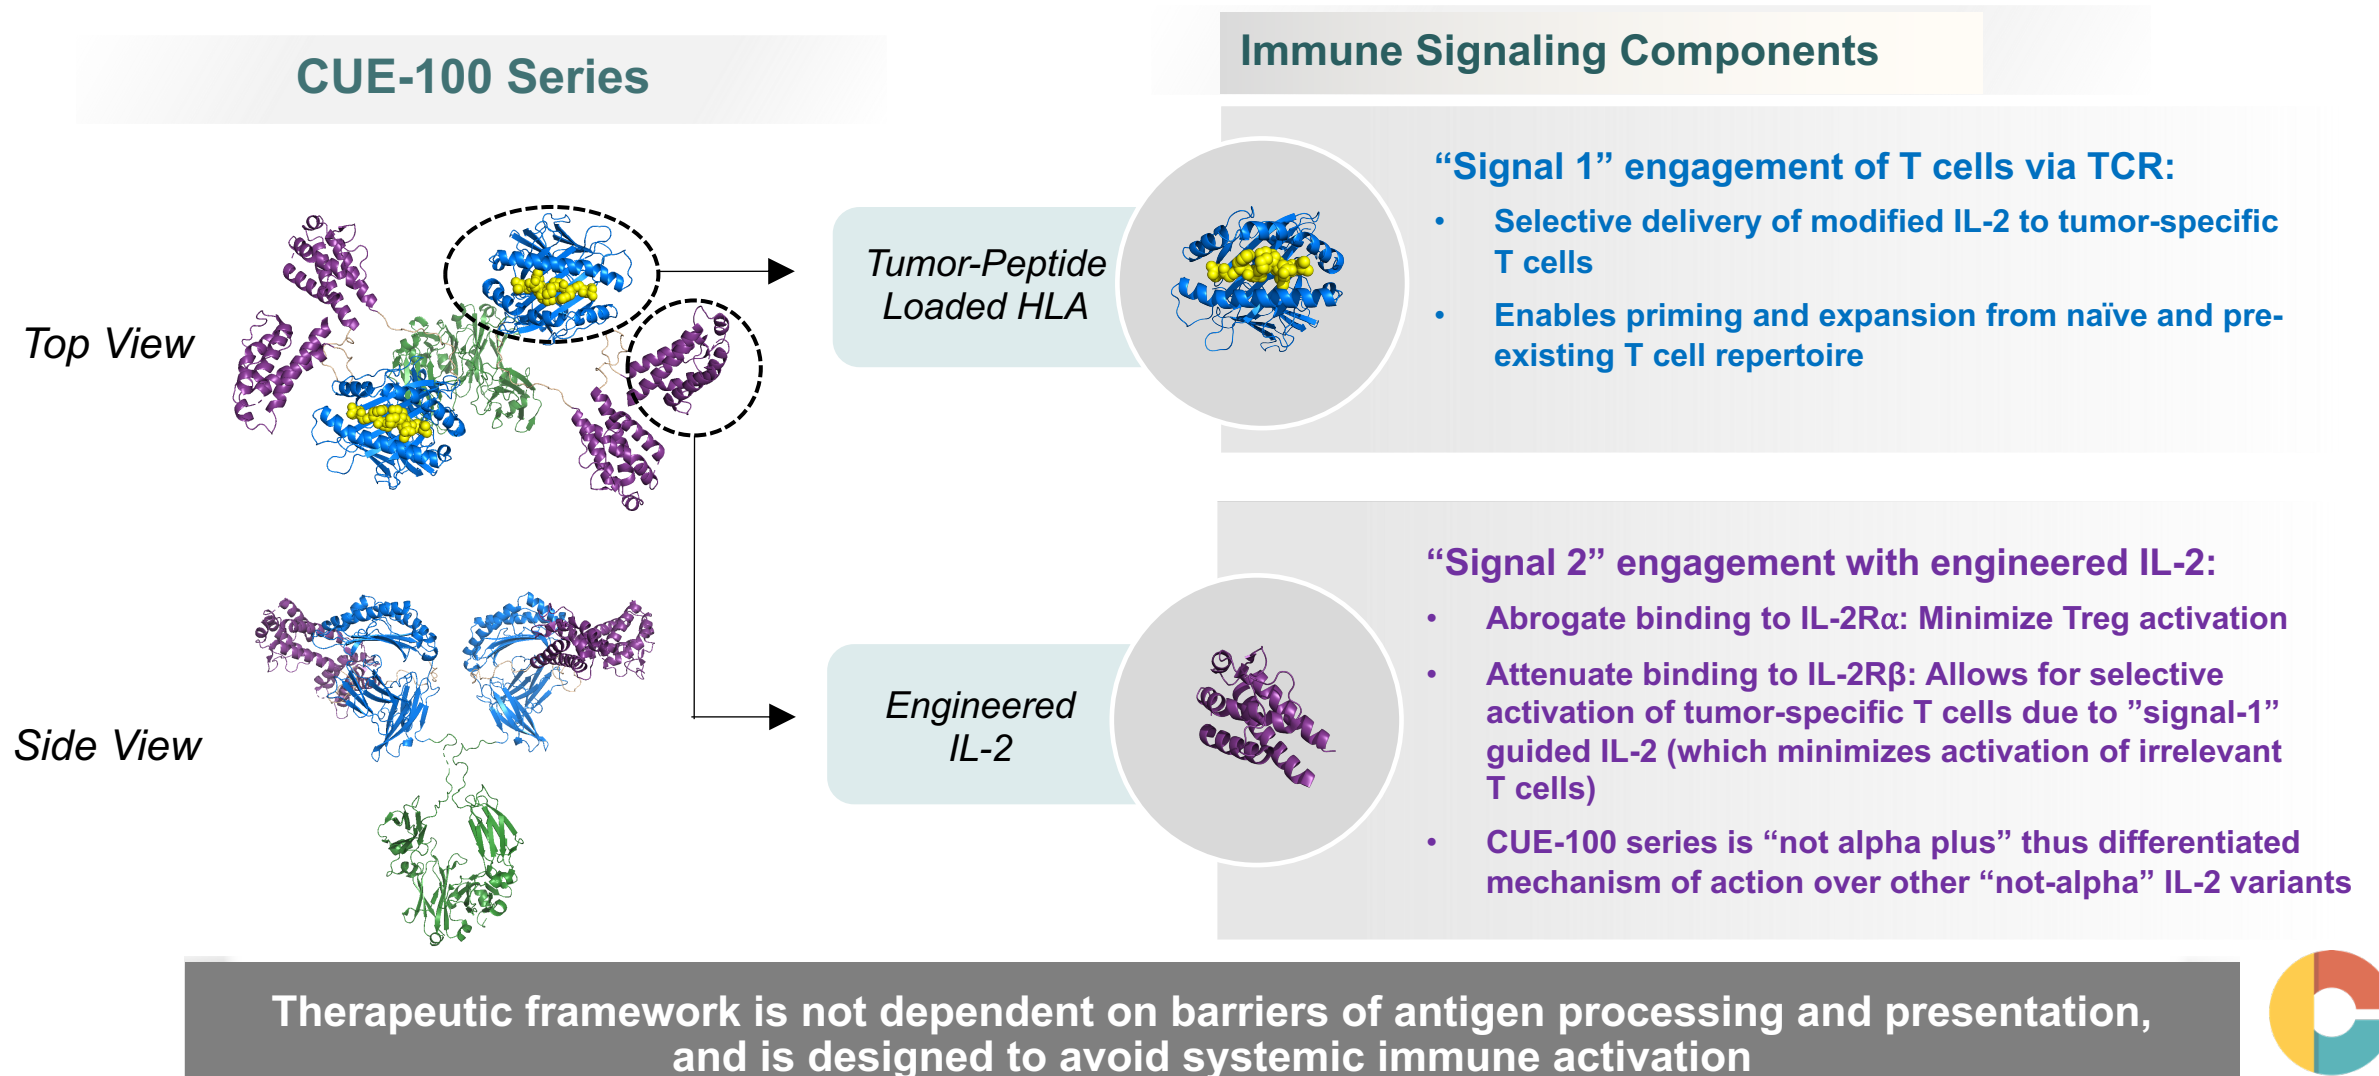 CUE-100 Series
Immune Signaling Components
Top View
Side View
Tumor-Peptide
Loaded HLA
“Signal 1” engagement of T cells via TCR:
• Selective delivery of modified IL-2 to tumor-specific
T cells
• Enables priming and expansion from naïve and pre-
existing T cell repertoire
Engineered
IL-2
“Signal 2” engagement with engineered IL-2:
• Abrogate binding to IL-2Rα: Minimize Treg activation
• Attenuate binding to IL-2Rβ: Allows for selective
activation of tumor-specific T cells due to ”signal-1”
guided IL-2 (which minimizes activation of irrelevant
T cells)
• CUE-100 series is “not alpha plus” thus differentiated
mechanism of action over other “not-alpha” IL-2 variants
Therapeutic framework is not dependent on barriers of antigen processing and presentation,
and is designed to avoid systemic immune activation